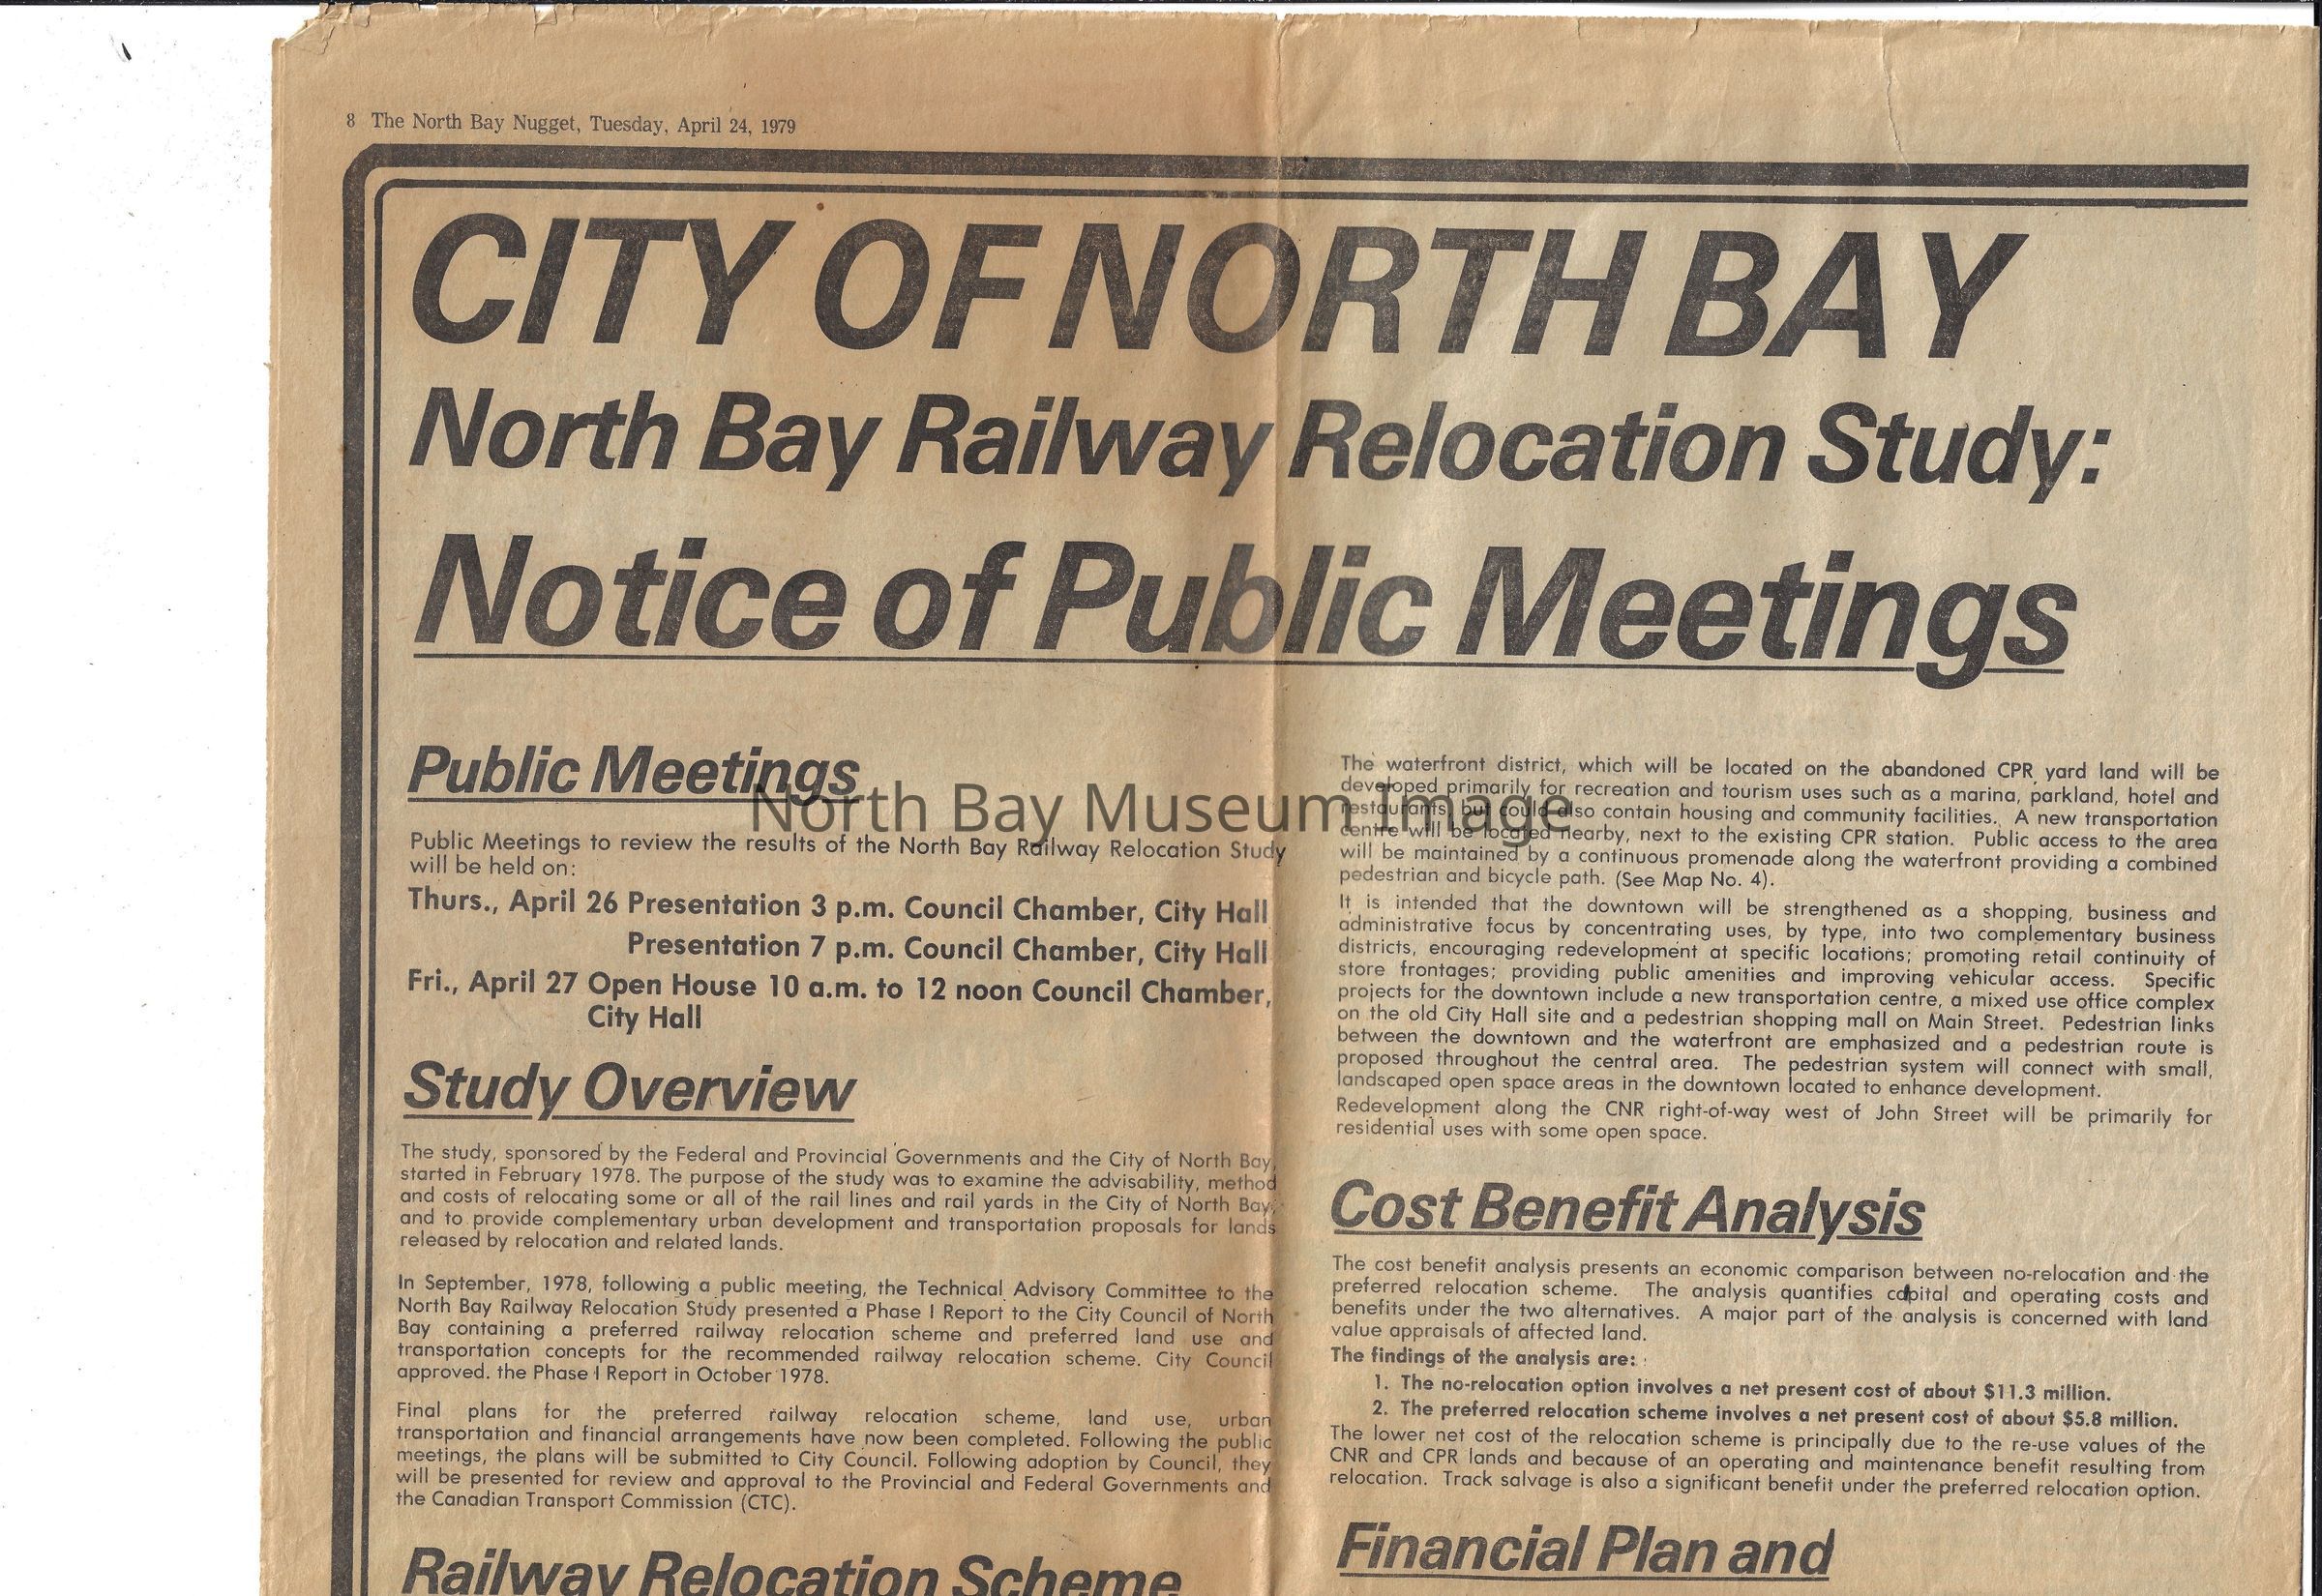 8 The North Bay Nugget, Tuesday, April 24, 1979
CITY OF NORTH BAY
North Bay Railway Relocation Study:
Notice of Public Meetings
Public Meetings
North Bay Museum Image
Public Meetings to review the results of the North Bay Railway Relocation Study
will be held on:
Thurs., April 26 Presentation 3 p.m. Council Chamber, City Hall
Presentation 7 p.m. Council Chamber, City Hall
Fri., April 27 Open House 10 a.m. to 12 noon Council Chamber,
City Hall
Study Overview
The study, sponsored by the Federal and Provincial Governments and the City of North Bay,
started in February 1978. The purpose of the study was to examine the advisability, method
and costs of relocating some or all of the rail lines and rail yards in the City of North Bay,
and to provide complementary urban development and transportation proposals for lands
released by relocation and related lands.
In September, 1978, following a public meeting, the Technical Advisory Committee to the
North Bay Railway Relocation Study presented a Phase I Report to the City Council of North
Bay containing a preferred railway relocation scheme and preferred land use and
transportation concepts for the recommended railway relocation scheme. City Council
approved. the Phase I Report in October 1978.
Final plans for the preferred railway relocation scheme, land use, urban
transportation and financial arrangements have now been completed. Following the public
meetings, the plans will be submitted to City Council. Following adoption by Council, they
will be presented for review and approval to the Provincial and Federal Governments and
the Canadian Transport Commission (CTC).
Railway Relocation Scheme
The waterfront district, which will be located on the abandoned CPR yard land will be
developed primarily for recreation and tourism uses such as a marina, parkland, hotel and
restaurants, but could also contain housing and community facilities. A new transportation
centre will be located nearby, next to the existing CPR station. Public access to the area
will be maintained by a continuous promenade along the waterfront providing a combined
pedestrian and bicycle path. (See Map No. 4).
It is intended that the downtown will be strengthened as a shopping, business and
administrative focus by concentrating uses, by type, into two complementary business
districts, encouraging redevelopment at specific locations; promoting retail continuity of
store frontages; providing public amenities and improving vehicular access. Specific
projects for the downtown include a new transportation centre, a mixed use office complex
on the old City Hall site and a pedestrian shopping mall on Main Street. Pedestrian links
between the downtown and the waterfront are emphasized and a pedestrian route is
proposed throughout the central area. The pedestrian system will connect with small,
landscaped open space areas in the downtown located to enhance development.
Redevelopment along the CNR right-of-way west of John Street will be primarily for
residential uses with some open space.
Cost Benefit Analysis
The cost benefit analysis presents an economic comparison between no-relocation and the
preferred relocation scheme. The analysis quantifies capital and operating costs and
benefits under the two alternatives. A major part of the analysis is concerned with land
value appraisals of affected land.
The findings of the analysis are:
1. The no-relocation option involves a net present cost of about $11.3 million.
2. The preferred relocation scheme involves a net present cost of about $5.8 million.
The lower net cost of the relocation scheme is principally due to the re-use values of the
CNR and CPR lands and because of an operating and maintenance benefit resulting from
relocation. Track salvage is also a significant benefit under the preferred relocation option.
Financial Plan and